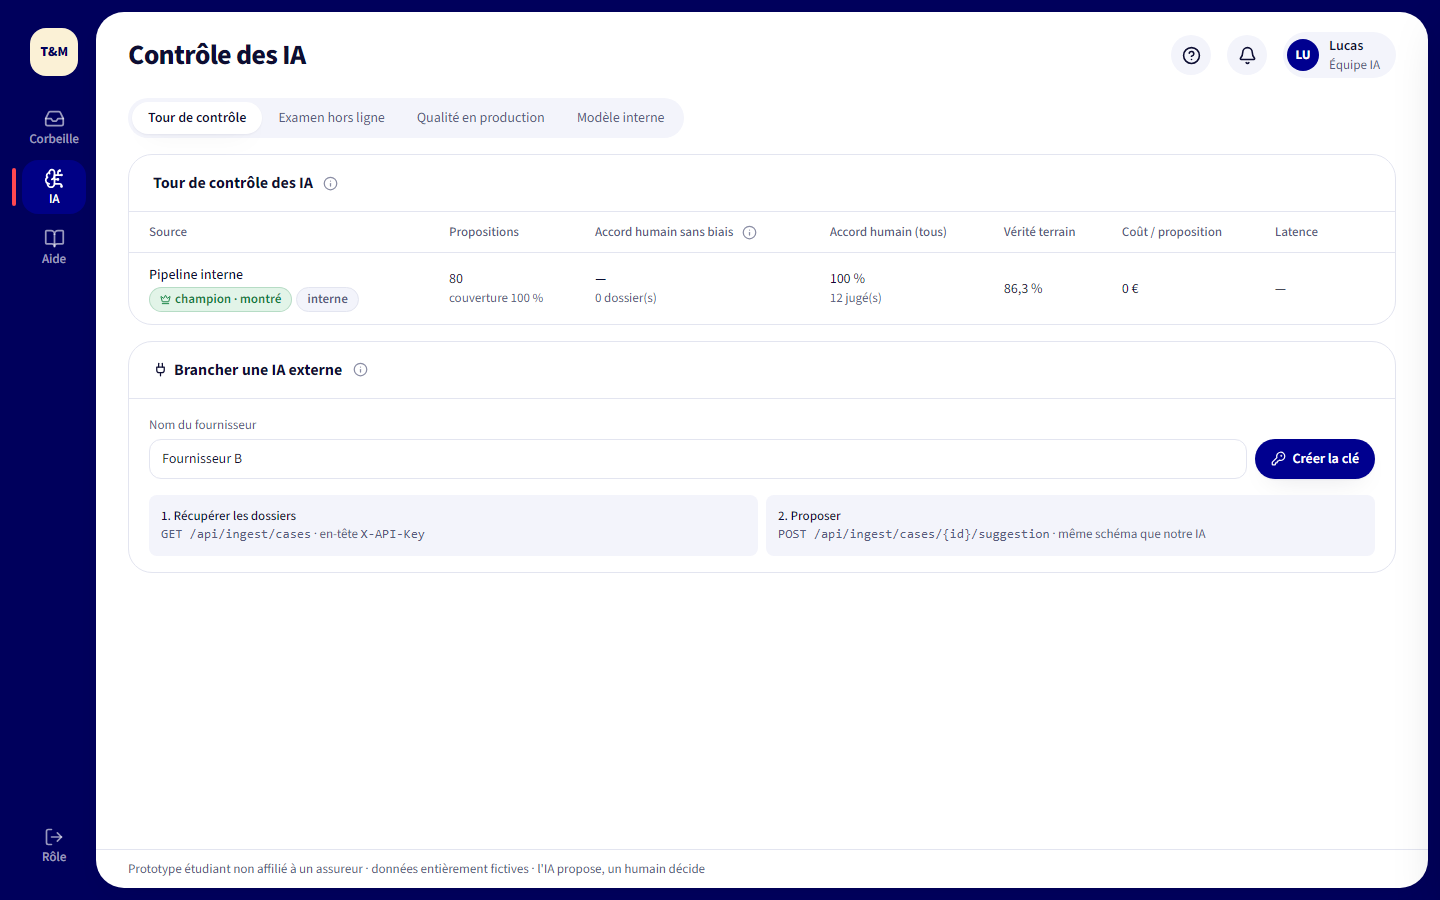 T&M
Corbeille
IA
Aide
Rôle
Contrôle des IA
LU
Lucas
Équipe IA
Tour de contrôle
Examen hors ligne
Qualité en production
Modèle interne
Tour de contrôle des IA
Source
Propositions
Accord humain sans biais
Accord humain (tous)
Vérité terrain
Coût / proposition
Latence
Pipeline interne
champion · montré
interne
80
couverture 100 %
—
0 dossier(s)
100 %
12 jugé(s)
86,3 %
0 €
—
Brancher une IA externe
Nom du fournisseur
Fournisseur B
Créer la clé
1. Récupérer les dossiers
GET /api/ingest/cases · en-tête X-API-Key
2. Proposer
POST /api/ingest/cases/{id}/suggestion · même schéma que notre IA
Prototype étudiant non affilié à un assureur · données entièrement fictives · l'IA propose, un humain décide